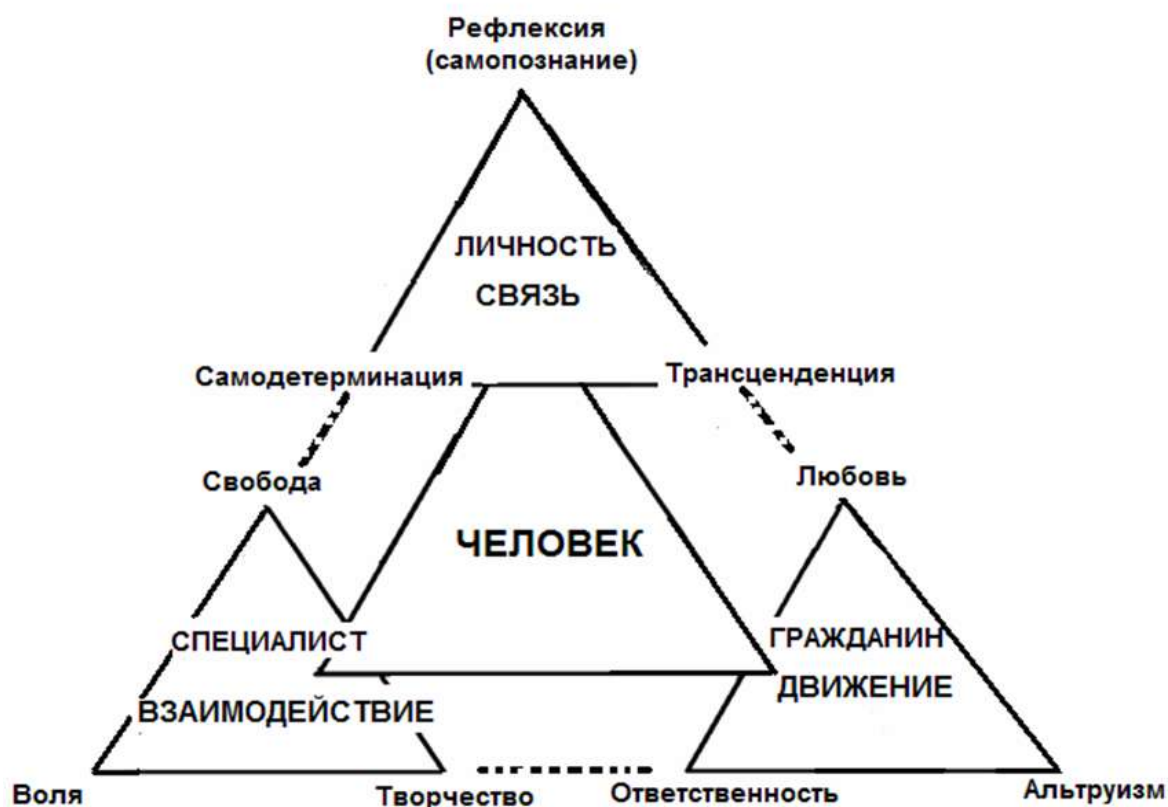 Рефлексия
(самопознание)
ЛИЧНОСТЬ
СВЯЗЬ
Самодетерминация
Трансценденция
Свобода
Любовь
ЧЕЛОВЕК
СПЕЦИАЛИСТ
ГРАЖДАНИН
ДВИЖЕНИЕ
ВЗАИМОДЕЙСТВИЕ
Воля
Творчество
Ответственность
Альтруизм